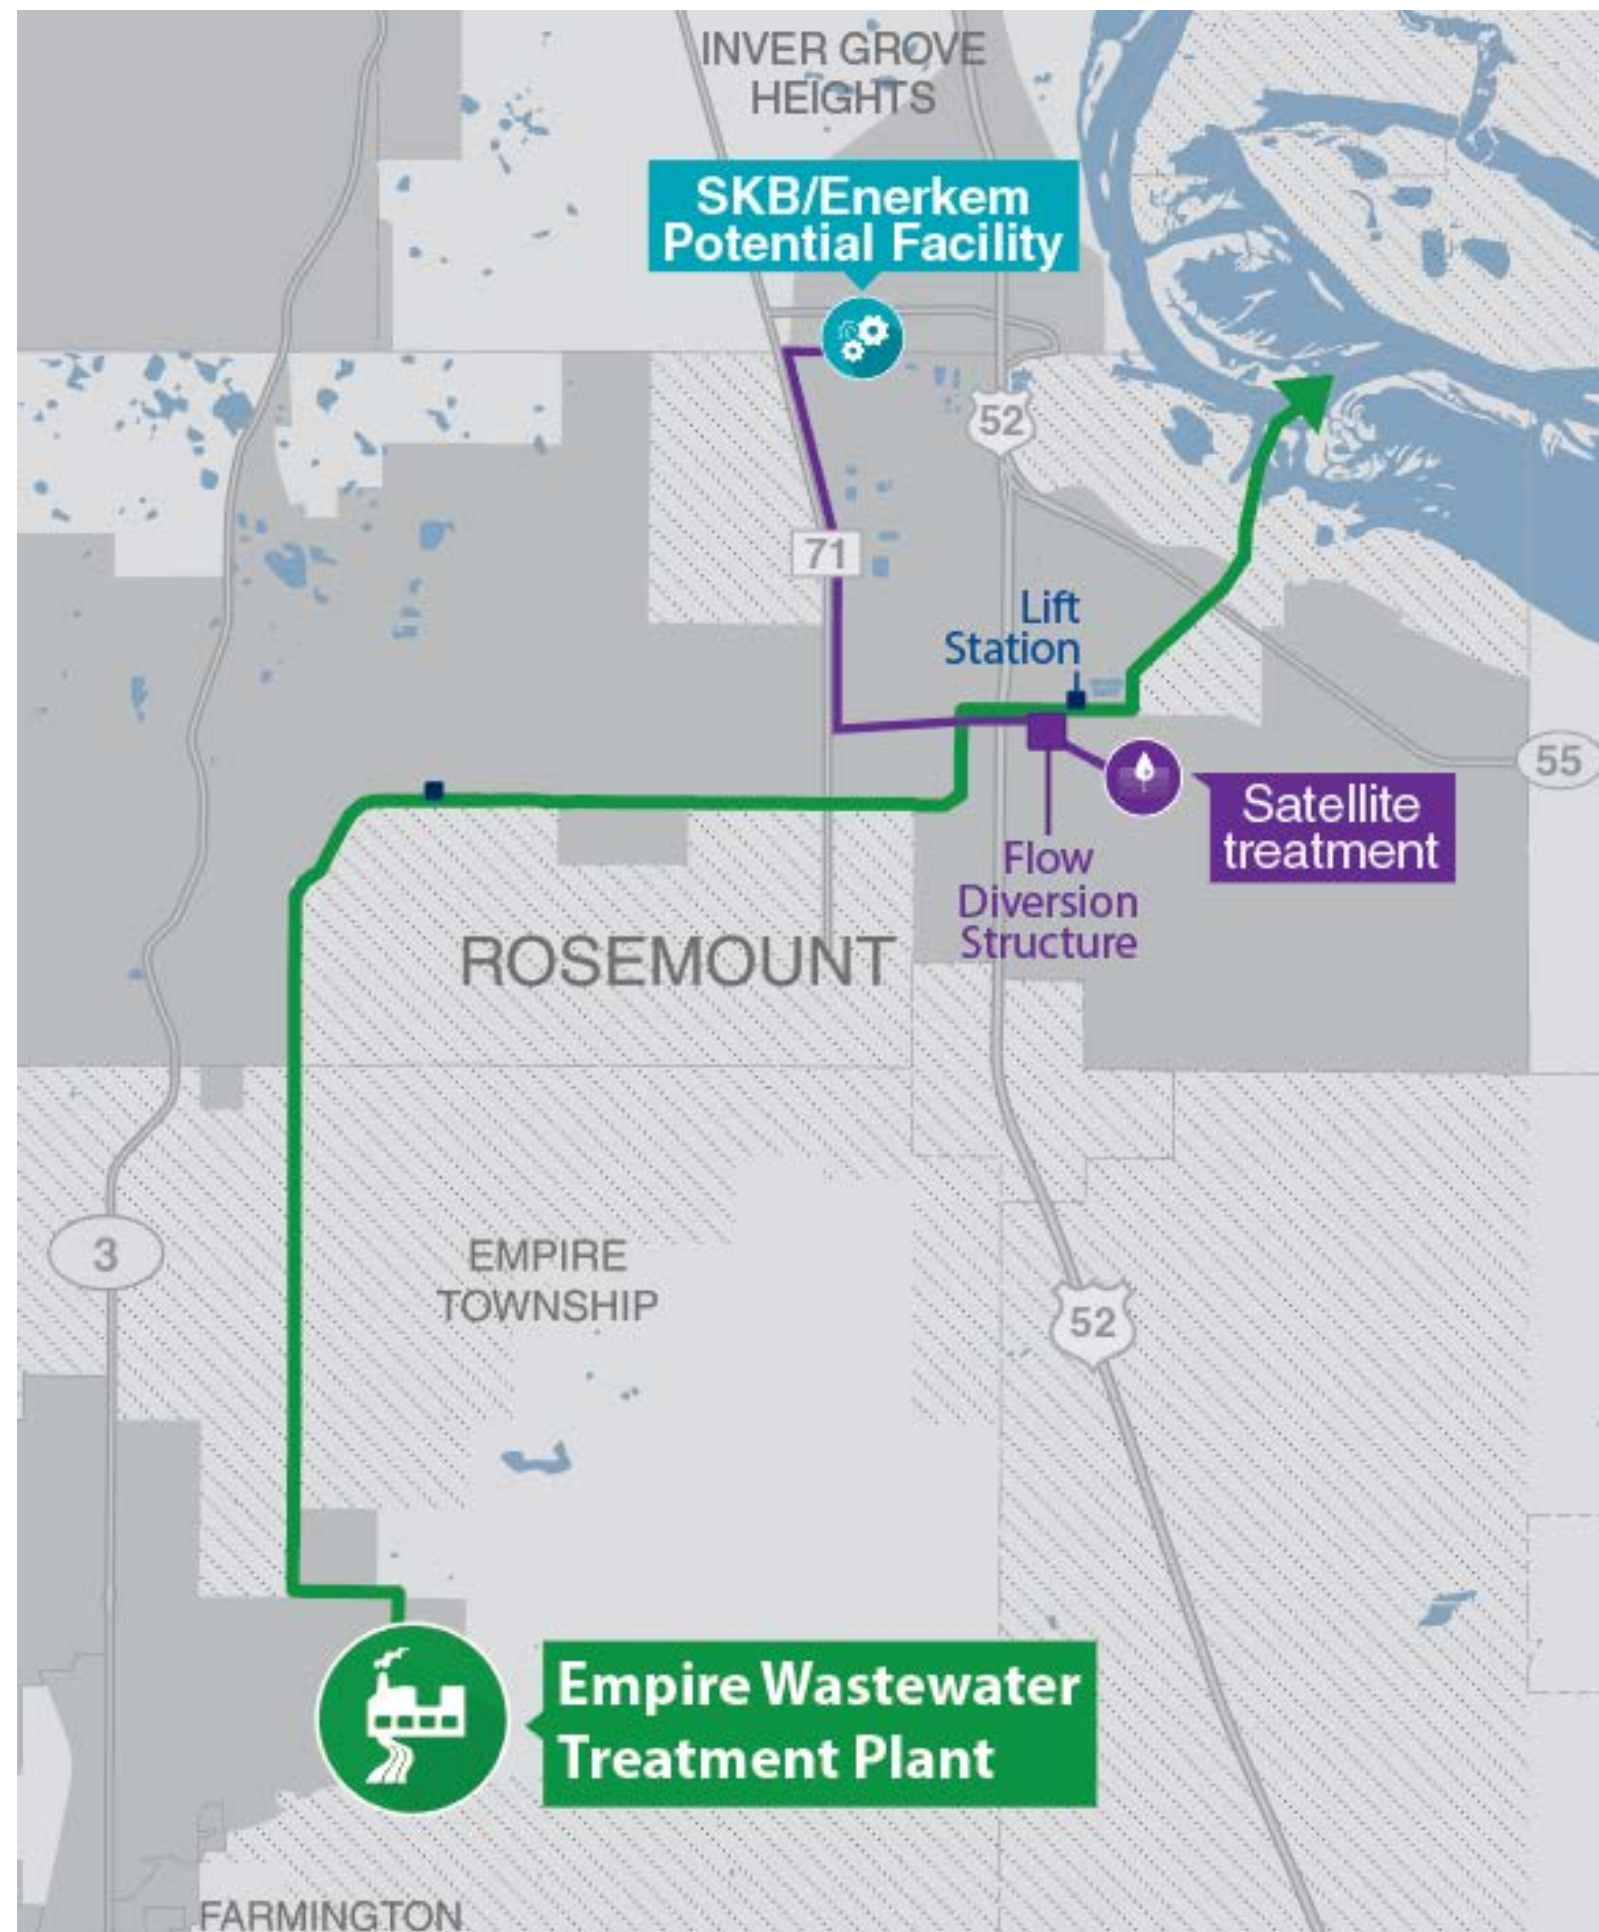 INVER GROVE
HEIGHTS
SKB/Enerkem
Potential Facility
52
71
Lift
Station
55
Satellite
treatment
Flow
Diversion
Structure
ROSEMOUNT
3
EMPIRE
TOWNSHIP
52
Empire Wastewater
Treatment Plant
FARMINGTON